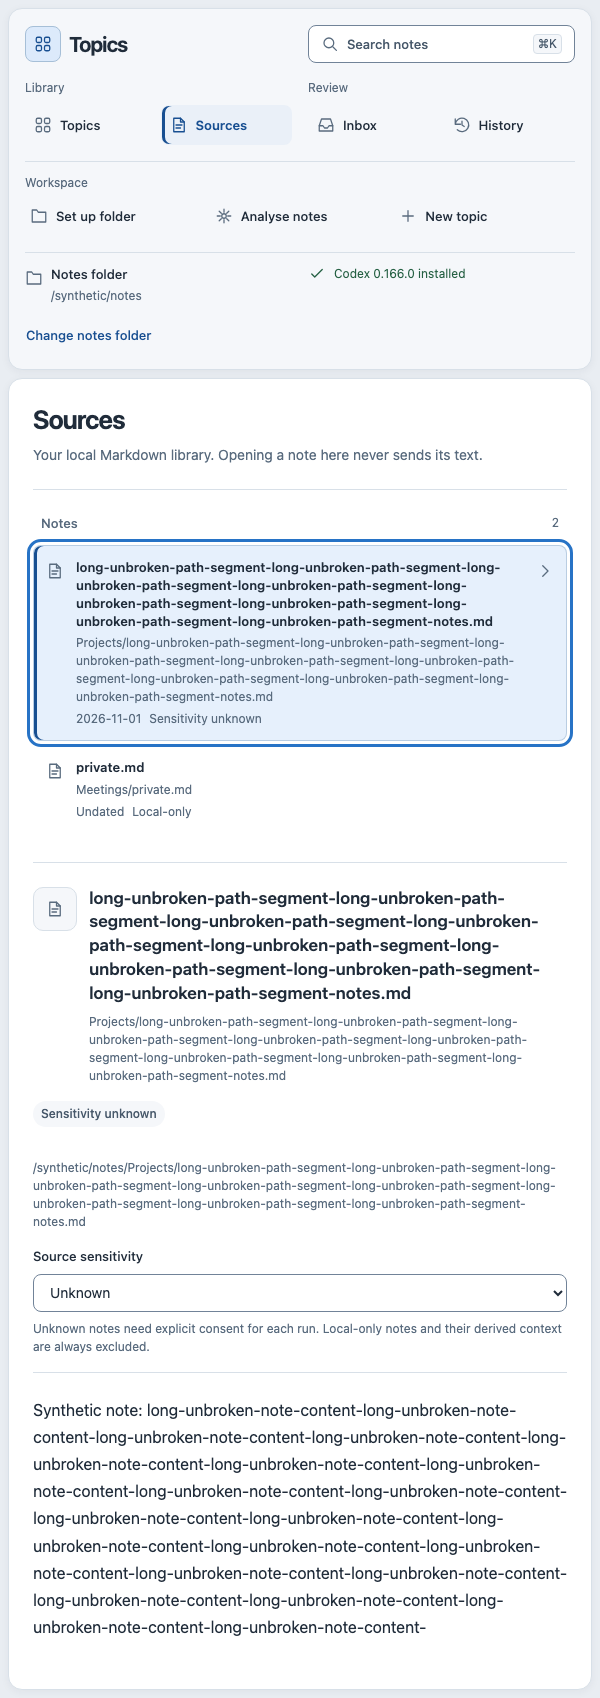 Topics
Search notes ⌘K
Library
Review
Topics
Sources
Inbox
History
Workspace
Set up folder
Analyse notes
New topic
Notes folder
/synthetic/notes
Codex 0.166.0 installed
Change notes folder
Sources
Your local Markdown library. Opening a note here never sends its text.
Notes 2
long-unbroken-path-segment-long-unbroken-path-segment-long-
unbroken-path-segment-long-unbroken-path-segment-long-
unbroken-path-segment-long-unbroken-path-segment-long-
unbroken-path-segment-long-unbroken-path-segment-notes.md
Projects/long-unbroken-path-segment-long-unbroken-path-segment-long-
unbroken-path-segment-long-unbroken-path-segment-long-unbroken-path-
segment-long-unbroken-path-segment-long-unbroken-path-segment-long-
unbroken-path-segment-notes.md
2026-11-01 Sensitivity unknown
private.md
Meetings/private.md
Undated Local-only
long-unbroken-path-segment-long-unbroken-path-
segment-long-unbroken-path-segment-long-unbroken-
path-segment-long-unbroken-path-segment-long-
unbroken-path-segment-long-unbroken-path-segment-
long-unbroken-path-segment-notes.md
Projects/long-unbroken-path-segment-long-unbroken-path-segment-long-
unbroken-path-segment-long-unbroken-path-segment-long-unbroken-path-
segment-long-unbroken-path-segment-long-unbroken-path-segment-long-
unbroken-path-segment-notes.md
Sensitivity unknown
/synthetic/notes/Projects/long-unbroken-path-segment-long-unbroken-path-segment-long-
unbroken-path-segment-long-unbroken-path-segment-long-unbroken-path-segment-long-
unbroken-path-segment-long-unbroken-path-segment-long-unbroken-path-segment-
notes.md
Source sensitivity
Unknown
Unknown notes need explicit consent for each run. Local-only notes and their derived context
are always excluded.
Synthetic note: long-unbroken-note-content-long-unbroken-note-
content-long-unbroken-note-content-long-unbroken-note-content-long-
unbroken-note-content-long-unbroken-note-content-long-unbroken-
note-content-long-unbroken-note-content-long-unbroken-note-content-
long-unbroken-note-content-long-unbroken-note-content-long-
unbroken-note-content-long-unbroken-note-content-long-unbroken-
note-content-long-unbroken-note-content-long-unbroken-note-content-
long-unbroken-note-content-long-unbroken-note-content-long-
unbroken-note-content-long-unbroken-note-content-